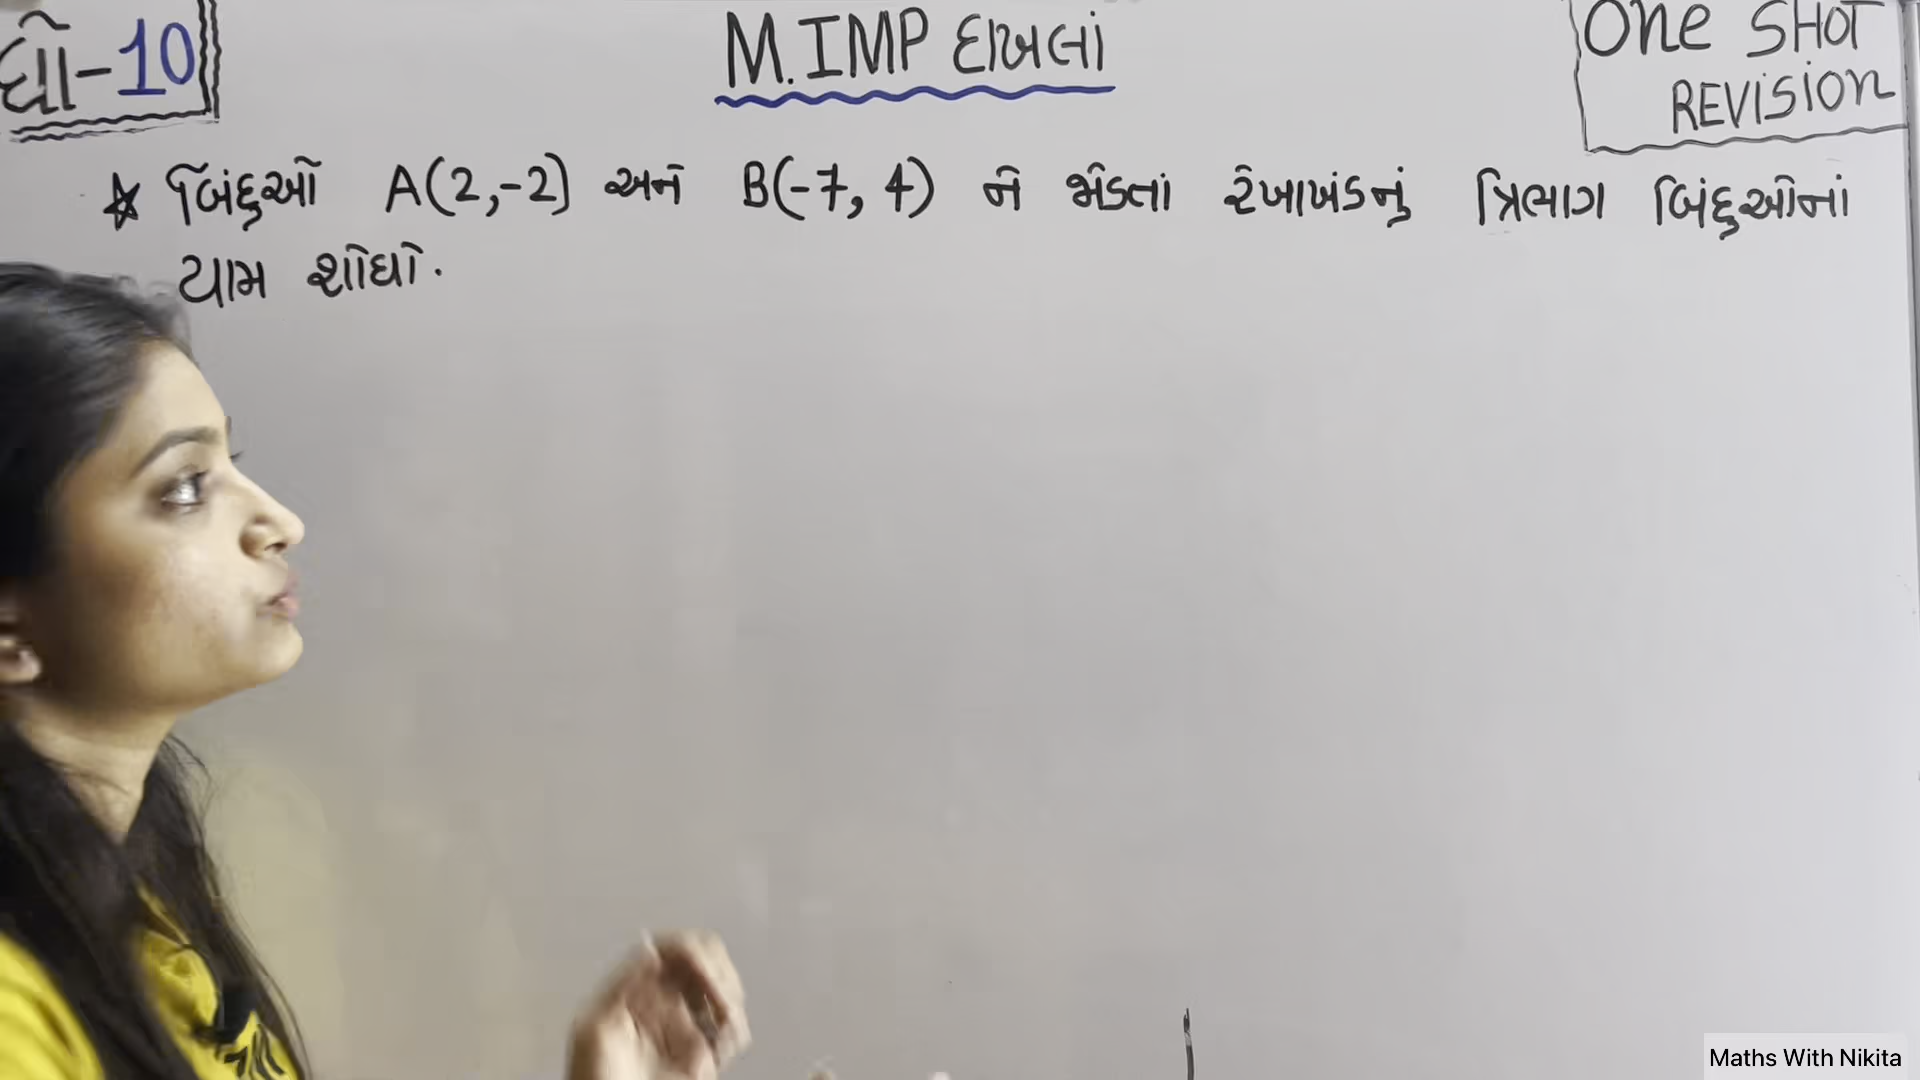 ધો-10
M. IMP દાખલાં
One SHOT
REVISION
☆ બિંદુઓ A(2,-2) અને B(-7, 4) ને જોડતાં રેખાખંડનું ત્રિભાગ બિંદુઓનાં
યામ શોધો.
Maths With Nikita